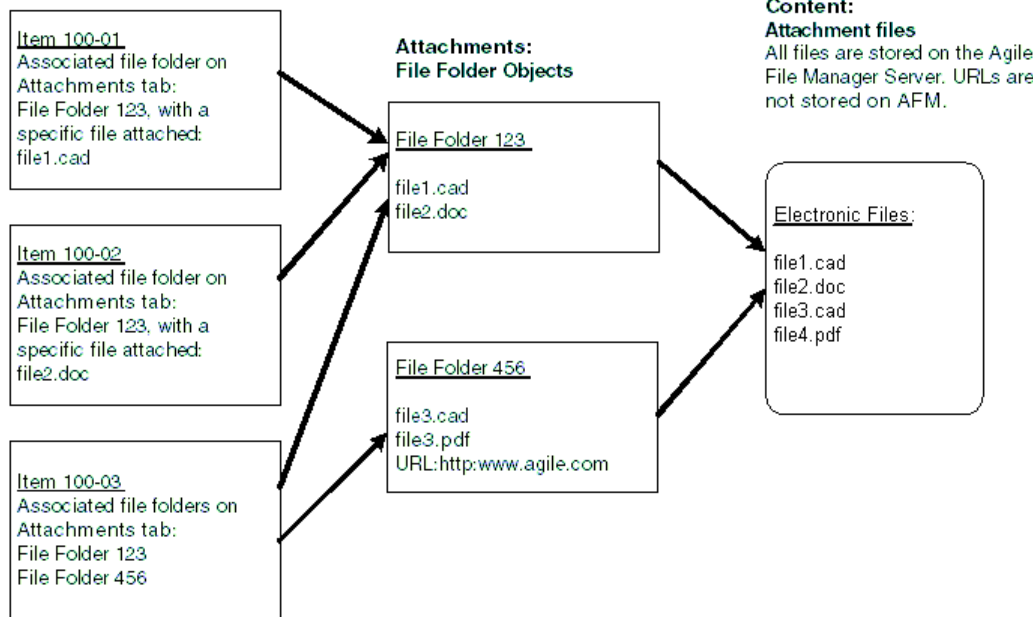 Item 100-01
Associated file folder on
Attachments tab:
File Folder 123, with a
specific file attached:
file1.cad
Item 100-02
Associated file folder on
Attachments tab:
File Folder 123, with a
specific file attached:
file2.doc
Item 100-03
Associated file folders on
Attachments tab:
File Folder 123
File Folder 456
Attachments:
File Folder Objects
File Folder 123
file1.cad
file2.doc
File Folder 456
file3.cad
file3.pdf
URL:http:www.agile.com
Content:
Attachment files
All files are stored on the Agile
File Manager Server. URLs are
not stored on AFM.
Electronic Files:
file1.cad
file2.doc
file3.cad
file4.pdf